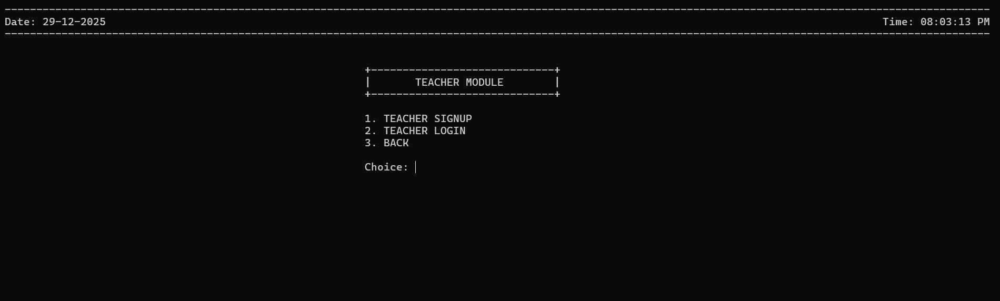 ------------------------------------------------------------------------------------------------------------------------------------------------------------
Date: 29-12-2025 Time: 08:03:13 PM
------------------------------------------------------------------------------------------------------------------------------------------------------------
+-----------------------------+
| TEACHER MODULE |
+-----------------------------+
1. TEACHER SIGNUP
2. TEACHER LOGIN
3. BACK
Choice: